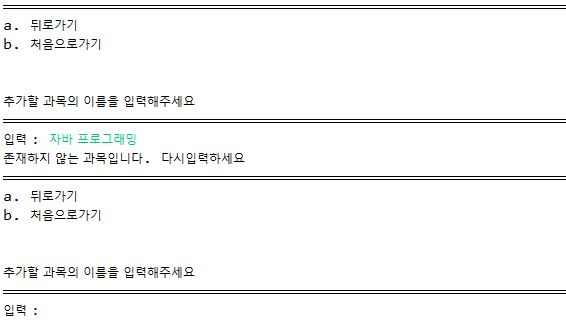 a. 뒤로가기
b. 처음으로가기
추가할 과목의 이름을 입력해주세요
입력 : 자바 프로그래밍
존재하지 않는 과목입니다. 다시입력하세요
a. 뒤로가기
b. 처음으로가기
추가할 과목의 이름을 입력해주세요
입력 :